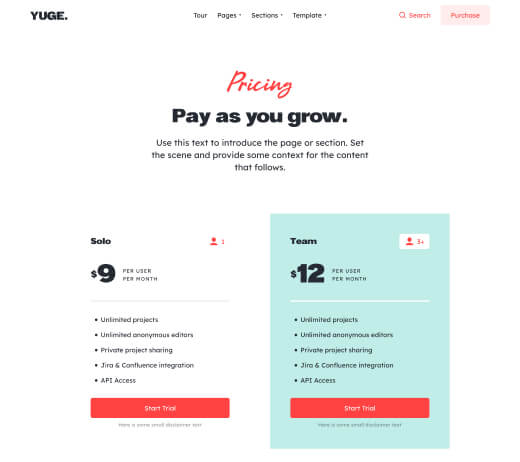 YUGE.
Tour Pages Sections Template
Search
Purchase
Pricing
Pay as you grow.
Use this text to introduce the page or section. Set
the scene and provide some context for the content
that follows.
Solo
1
$9
PER USER
PER MONTH
Unlimited projects
Unlimited anonymous editors
Private project sharing
Jira & Confluence integration
API Access
Start Trial
Here is some small disclaimer text
Team
3+
$12
PER USER
PER MONTH
Unlimited projects
Unlimited anonymous editors
Private project sharing
Jira & Confluence integration
API Access
Start Trial
Here is some small disclaimer text